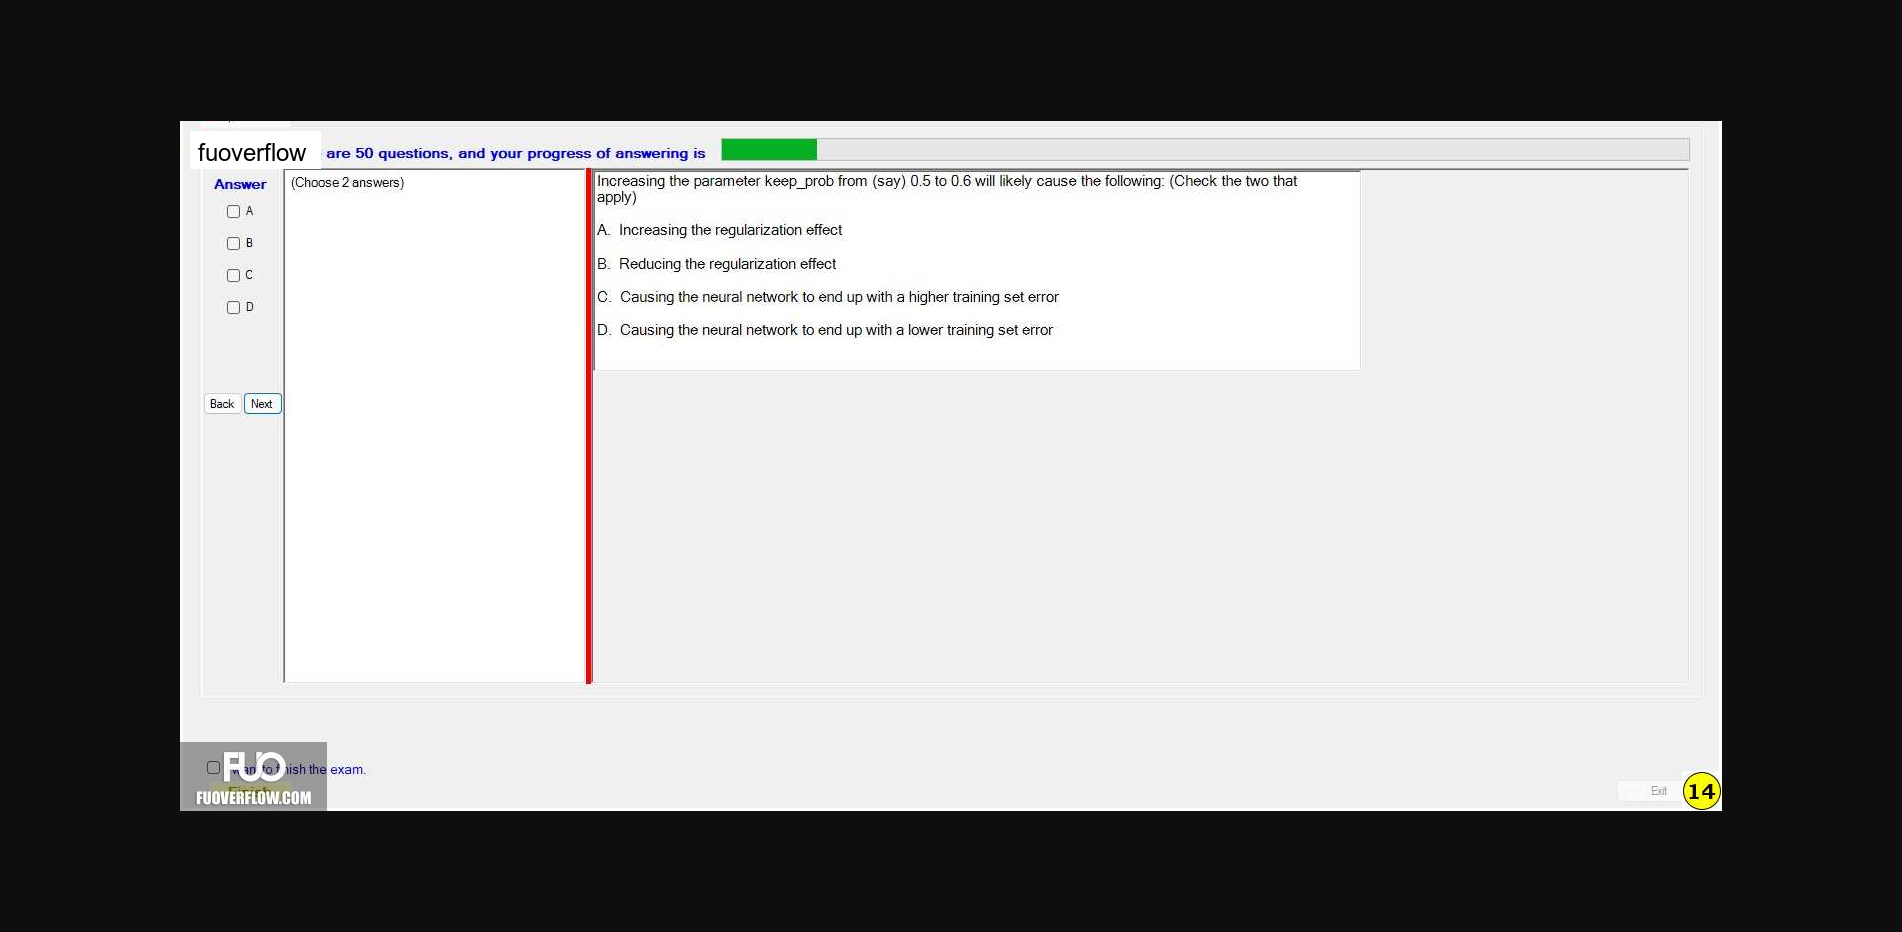 fuoverflow are 50 questions, and your progress of answering is
Answer
A
B
C
D
Back Next
(Choose 2 answers)
Increasing the parameter keep_prob from (say) 0.5 to 0.6 will likely cause the following: (Check the two that
apply)
A. Increasing the regularization effect
B. Reducing the regularization effect
C. Causing the neural network to end up with a higher training set error
D. Causing the neural network to end up with a lower training set error
FUO
want to finish the exam.
Finish
FUOVERFLOW.COM
Exit
14